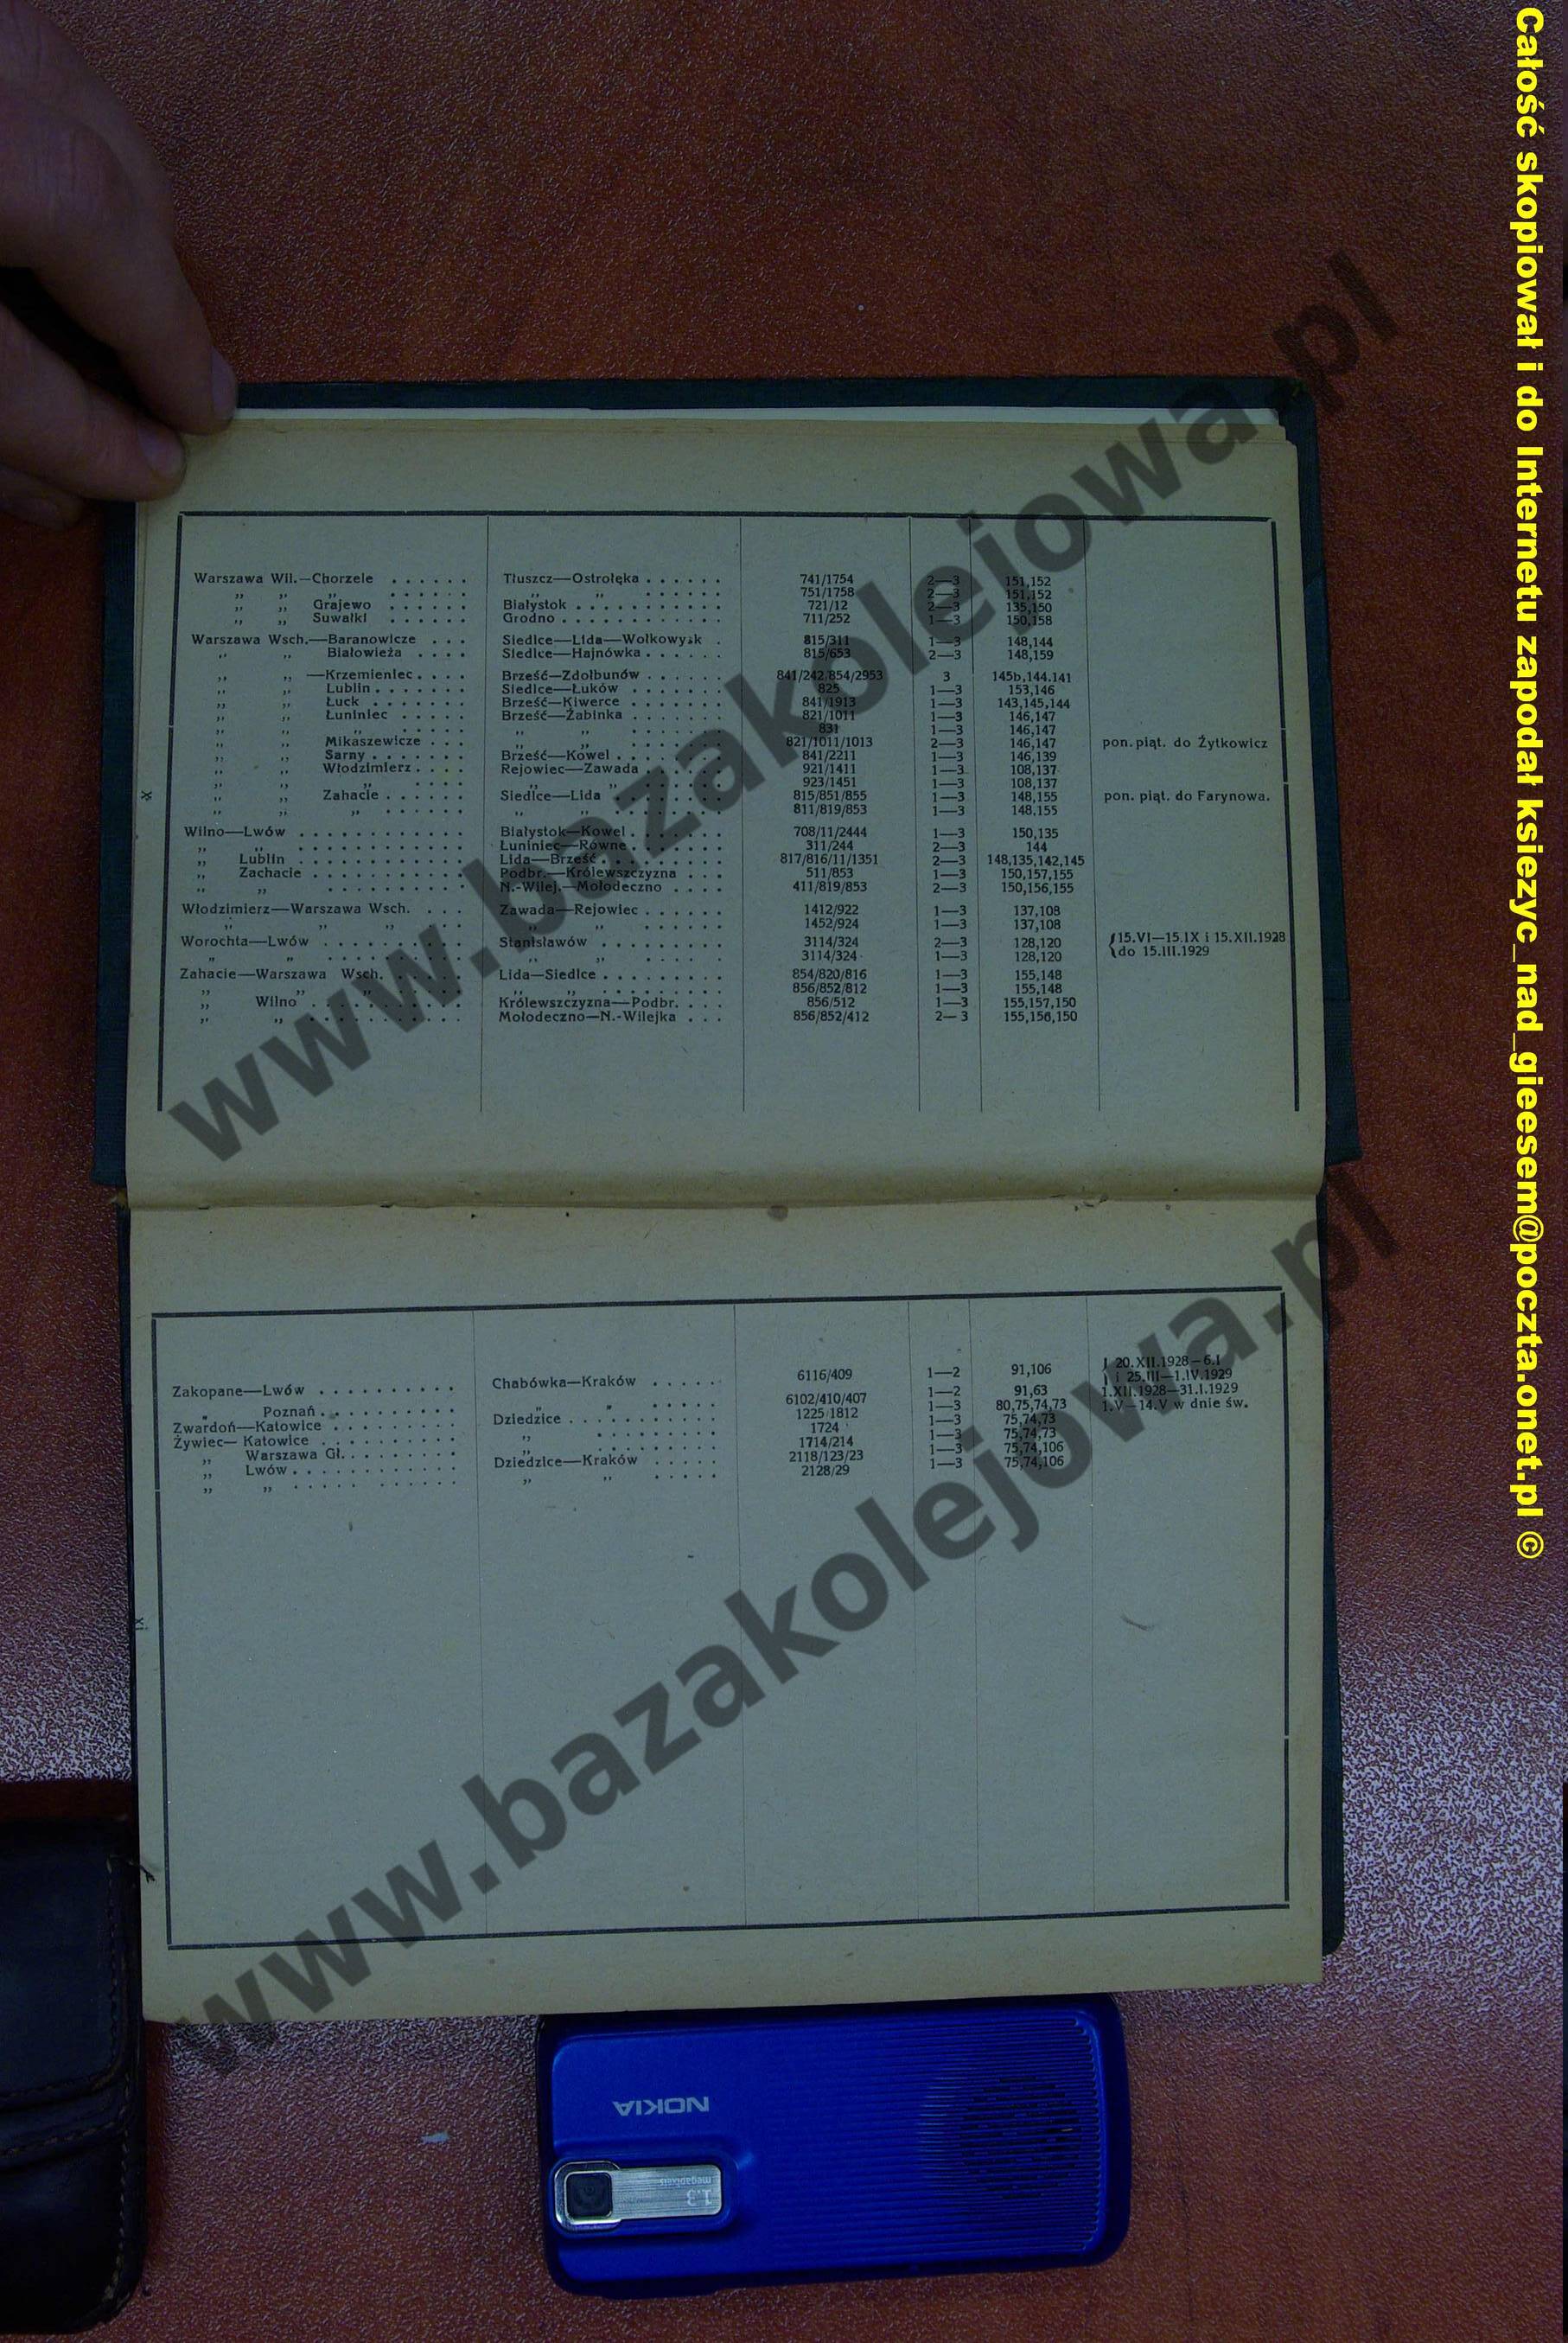 Warszawa Wil.—Chorzele . . . . . . Tłuszcz—Ostrołęka . . . . . . 741/1754 2—3 151,152
„ „ „ . . . . . . „ „ . . . . . . 751/1758 2—3 151,152
„ „ Grajewo . . . . . . Białystok . . . . . . . . . . . 721/12 2—3 135,150
„ „ Suwałki . . . . . . Grodno . . . . . . . . . . . . 711/252 1—3 150,158
Warszawa Wsch.—Baranowicze . . . Siedlce—Lida—Wołkowysk . 815/311 1—3 148,144
„ „ Białowieża . . . . Siedlce—Hajnówka . . . . . . 815/653 2—3 148,159
„ „ —Krzemieniec . . . . Brześć—Zdołbunów . . . . . . 841/242,854/2953 3 145b,144.141
„ „ Lublin . . . . . . . Siedlce—Łuków . . . . . . . 825 1—3 153,146
„ „ Łuck . . . . . . . Brześć—Kiwerce . . . . . . . 841/1913 1—3 143,145,144
„ „ Łuniniec . . . . . Brześć—Żabinka . . . . . . . 821/1011 1—3 146,147
„ „ „ . . . . . „ „ . . . . . . . 831 1—3 146,147
„ „ Mikaszewicze . . . „ „ . . . . . . . 821/1011/1013 2—3 146,147 pon. piąt. do Żytkowicz
„ „ Sarny . . . . . . . Brześć—Kowel . . . . . . . . 841/2211 1—3 146,139
„ „ Włodzimierz . . . . Rejowiec—Zawada . . . . . . 921/1411 1—3 108,137
„ „ „ . . . . „ „ . . . . . . 923/1451 1—3 108,137
„ „ Zahacie . . . . . . Siedlce—Lida . . . . . . . . 815/851/855 1—3 148,155 pon. piąt. do Farynowa.
„ „ „ . . . . . . „ „ . . . . . . . . 811/819/853 1—3 148,155
X
Wilno—Lwów . . . . . . . . . . . . Białystok—Kowel . . . . . . . 708/11/2444 1—3 150,135
„ „ . . . . . . . . . . . . Łuniniec—Równe . . . . . . . 311/244 2—3 144
„ Lublin . . . . . . . . . . . . . Lida—Brześć . . . . . . . . . 817/816/11/1351 2—3 148,135,142,145
„ Zachacie . . . . . . . . . . . Podbr.—Królewszczyzna . . . 511/853 1—3 150,157,155
„ „ . . . . . . . . . . . N.-Wilej.—Mołodeczno . . . . 411/819/853 2—3 150,156,155
Włodzimierz—Warszawa Wsch. . . . Zawada—Rejowiec . . . . . . 1412/922 1—3 137,108
„ „ „ . . . „ „ . . . . . . 1452/924 1—3 137,108
Worochta—Lwów . . . . . . . . . . Stanisławów . . . . . . . . . 3114/324 2—3 128,120 {15.VI—15.IX i 15.XII.1928
„ „ . . . . . . . . . . „ . . . . . . . . . 3114/324 1—3 128,120 do 15.III.1929
Zahacie—Warszawa Wsch. . . . . . Lida—Siedlce . . . . . . . . . 854/820/816 1—3 155,148
„ „ „ . . . . . „ „ . . . . . . . . . 856/852/812 1—3 155,148
„ Wilno . . . . . . . . . . . Królewszczyzna—Podbr. . . . 856/512 1—3 155,157,150
„ „ . . . . . . . . . . . Mołodeczno—N.-Wilejka . . . 856/852/412 2—3 155,156,150
Zakopane—Lwów . . . . . . . . . . Chabówka—Kraków . . . . . 6116/409 1—2 91,106 { 20.XII.1928—6.I
i 25.III—1.IV.1929
„ Poznań . . . . . . . . . . „ „ . . . . . 6102/410/407 1—2 91,63 1.XII.1928—31.I.1929
Zwardoń—Katowice . . . . . . . . . Dziedzice . . . . . . . . . . 1225/1812 1—3 80,75,74,73 1.V—14.V w dnie św.
Żywiec—Katowice . . . . . . . . . . „ . . . . . . . . . 1724 1—3 75,74,73
„ Warszawa Gł. . . . . . . . . „ . . . . . . . . . 1714/214 1—3 75,74,73
„ Lwów . . . . . . . . . . . . Dziedzice—Kraków . . . . . 2118/123/23 1—3 75,74,106
„ „ . . . . . . . . . . . . „ „ . . . . . 2128/29 1—3 75,74,106
XI
NOKIA
1.3
megapixels
www.bazakolejowa.pl
www.bazakolejowa.pl
Całość skopiował i do Internetu zapodał ksiezyc_nad_gieesem@poczta.onet.pl ©